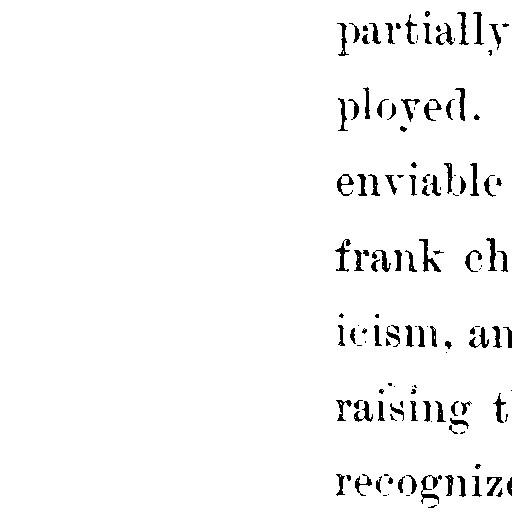 partially
ployed.
enviable
frank ch
icism, an
raising t
recognize